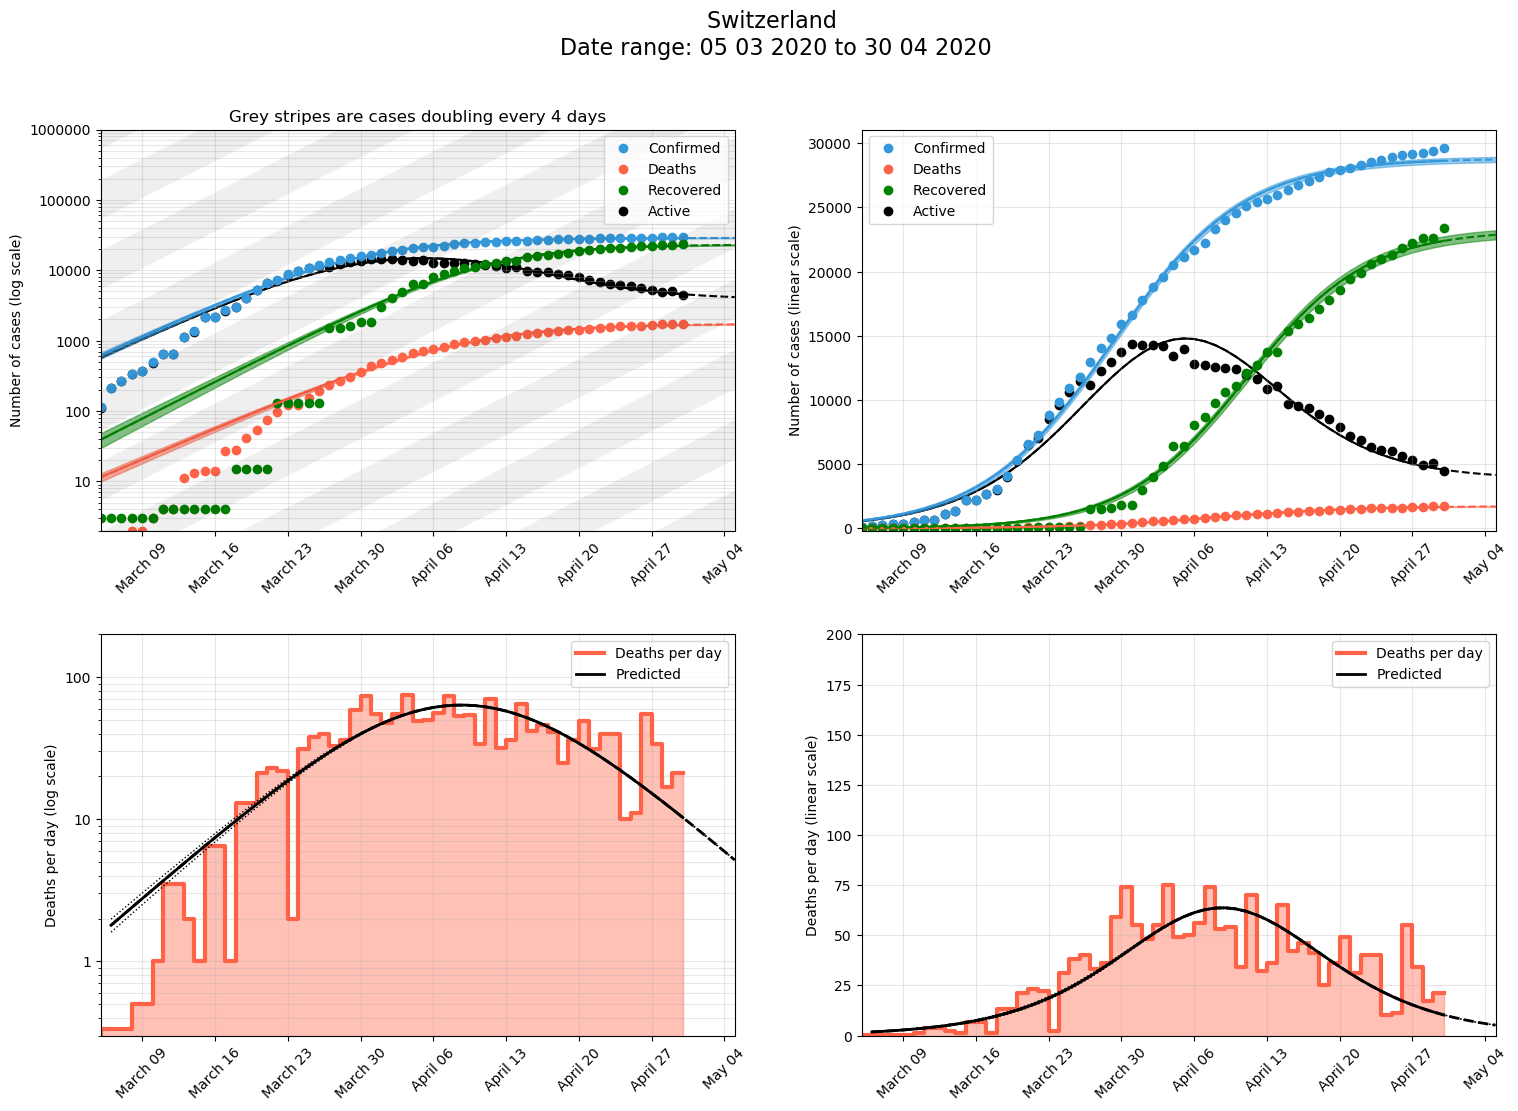 Switzerland
Date range: 05 03 2020 to 30 04 2020
Grey stripes are cases doubling every 4 days
Number of cases (log scale)
1000000
100000
10000
1000
100
10
Confirmed
Deaths
Recovered
Active
March 09
March 16
March 23
March 30
April 06
April 13
April 20
April 27
May 04
Number of cases (linear scale)
30000
25000
20000
15000
10000
5000
0
Confirmed
Deaths
Recovered
Active
March 09
March 16
March 23
March 30
April 06
April 13
April 20
April 27
May 04
Deaths per day (log scale)
100
10
1
Deaths per day
Predicted
March 09
March 16
March 23
March 30
April 06
April 13
April 20
April 27
May 04
Deaths per day (linear scale)
200
175
150
125
100
75
50
25
0
Deaths per day
Predicted
March 09
March 16
March 23
March 30
April 06
April 13
April 20
April 27
May 04